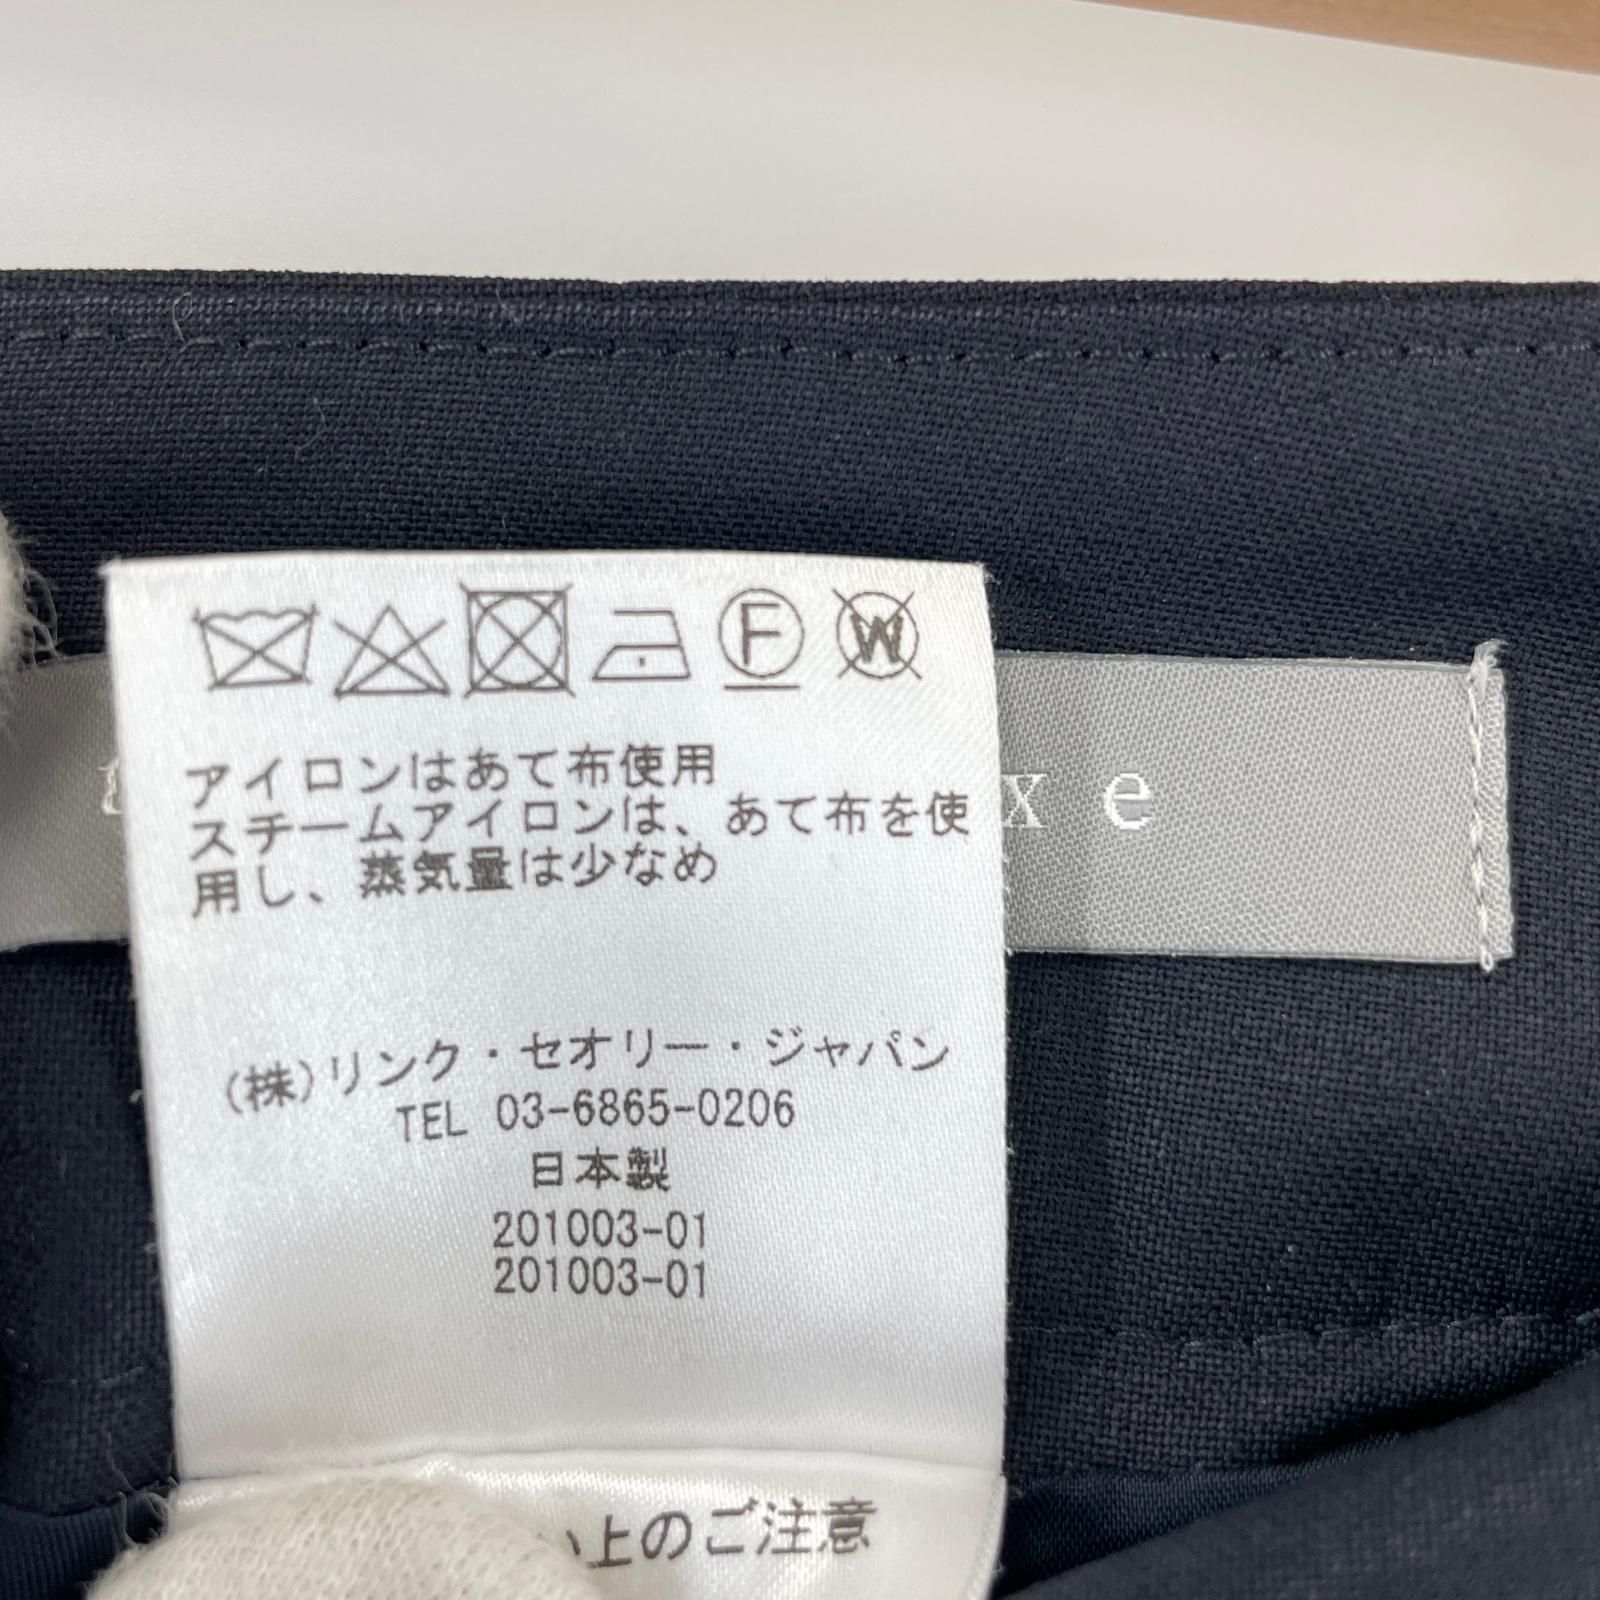 F W
アイロンはあて布使用
スチームアイロンは、あて布を使
用し、蒸気量は少なめ
xe
(株)リンク・セオリー・ジャパン
TEL 03-6865-0206
日本製
201003-01
201003-01
い上のご注意